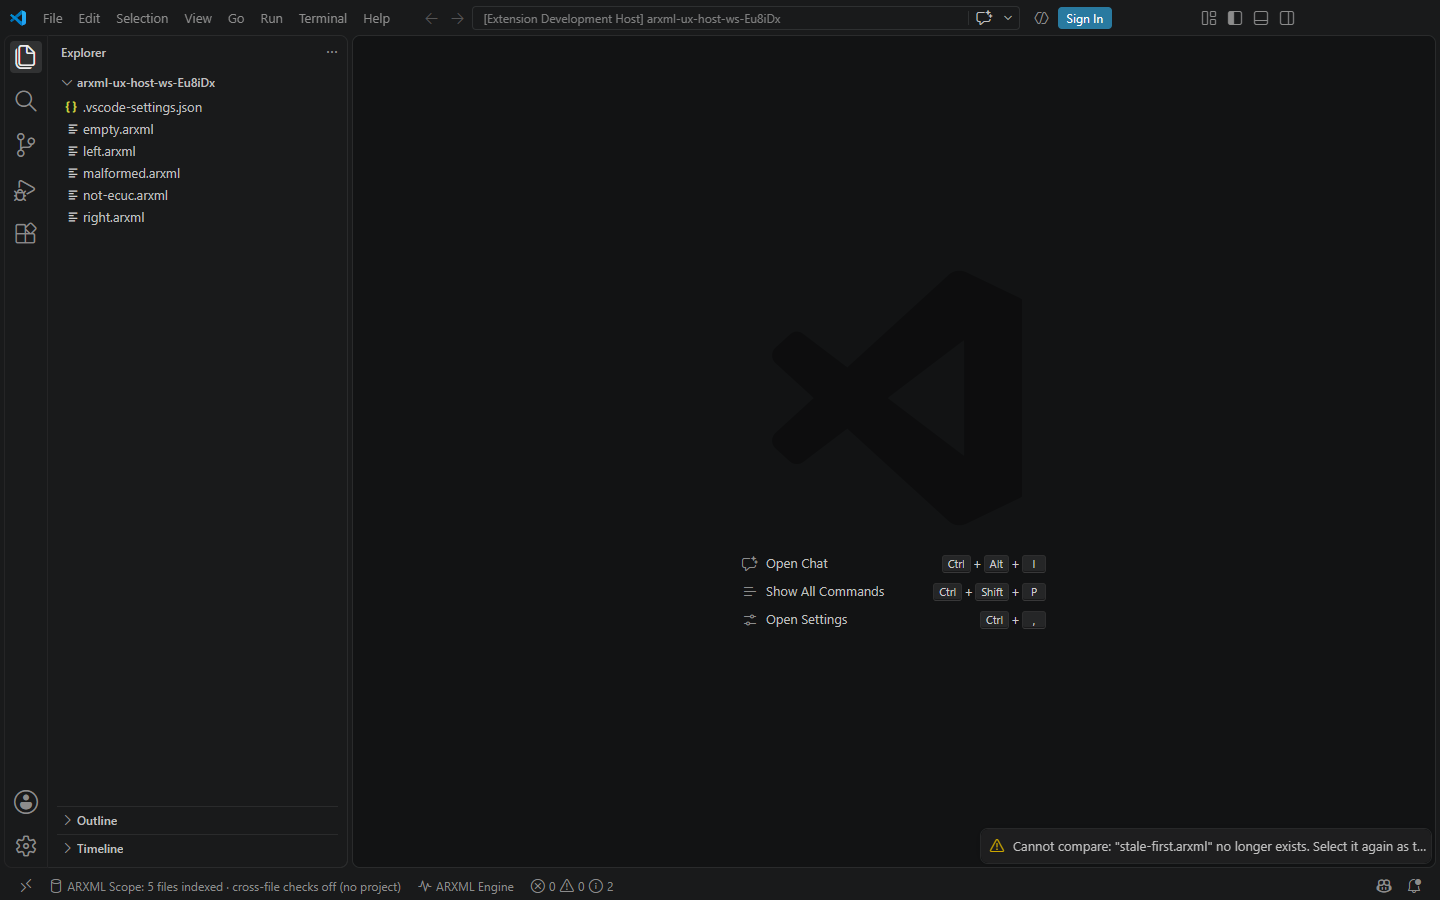 File Edit Selection View Go Run Terminal Help
[Extension Development Host] arxml-ux-host-ws-Eu8iDx
Sign In
Explorer
arxml-ux-host-ws-Eu8iDx
{} .vscode-settings.json
empty.arxml
left.arxml
malformed.arxml
not-ecuc.arxml
right.arxml
Open Chat Ctrl + Alt + I
Show All Commands Ctrl + Shift + P
Open Settings Ctrl + ,
Outline
Timeline
Cannot compare: "stale-first.arxml" no longer exists. Select it again as t...
ARXML Scope: 5 files indexed · cross-file checks off (no project) ARXML Engine 0 0 2